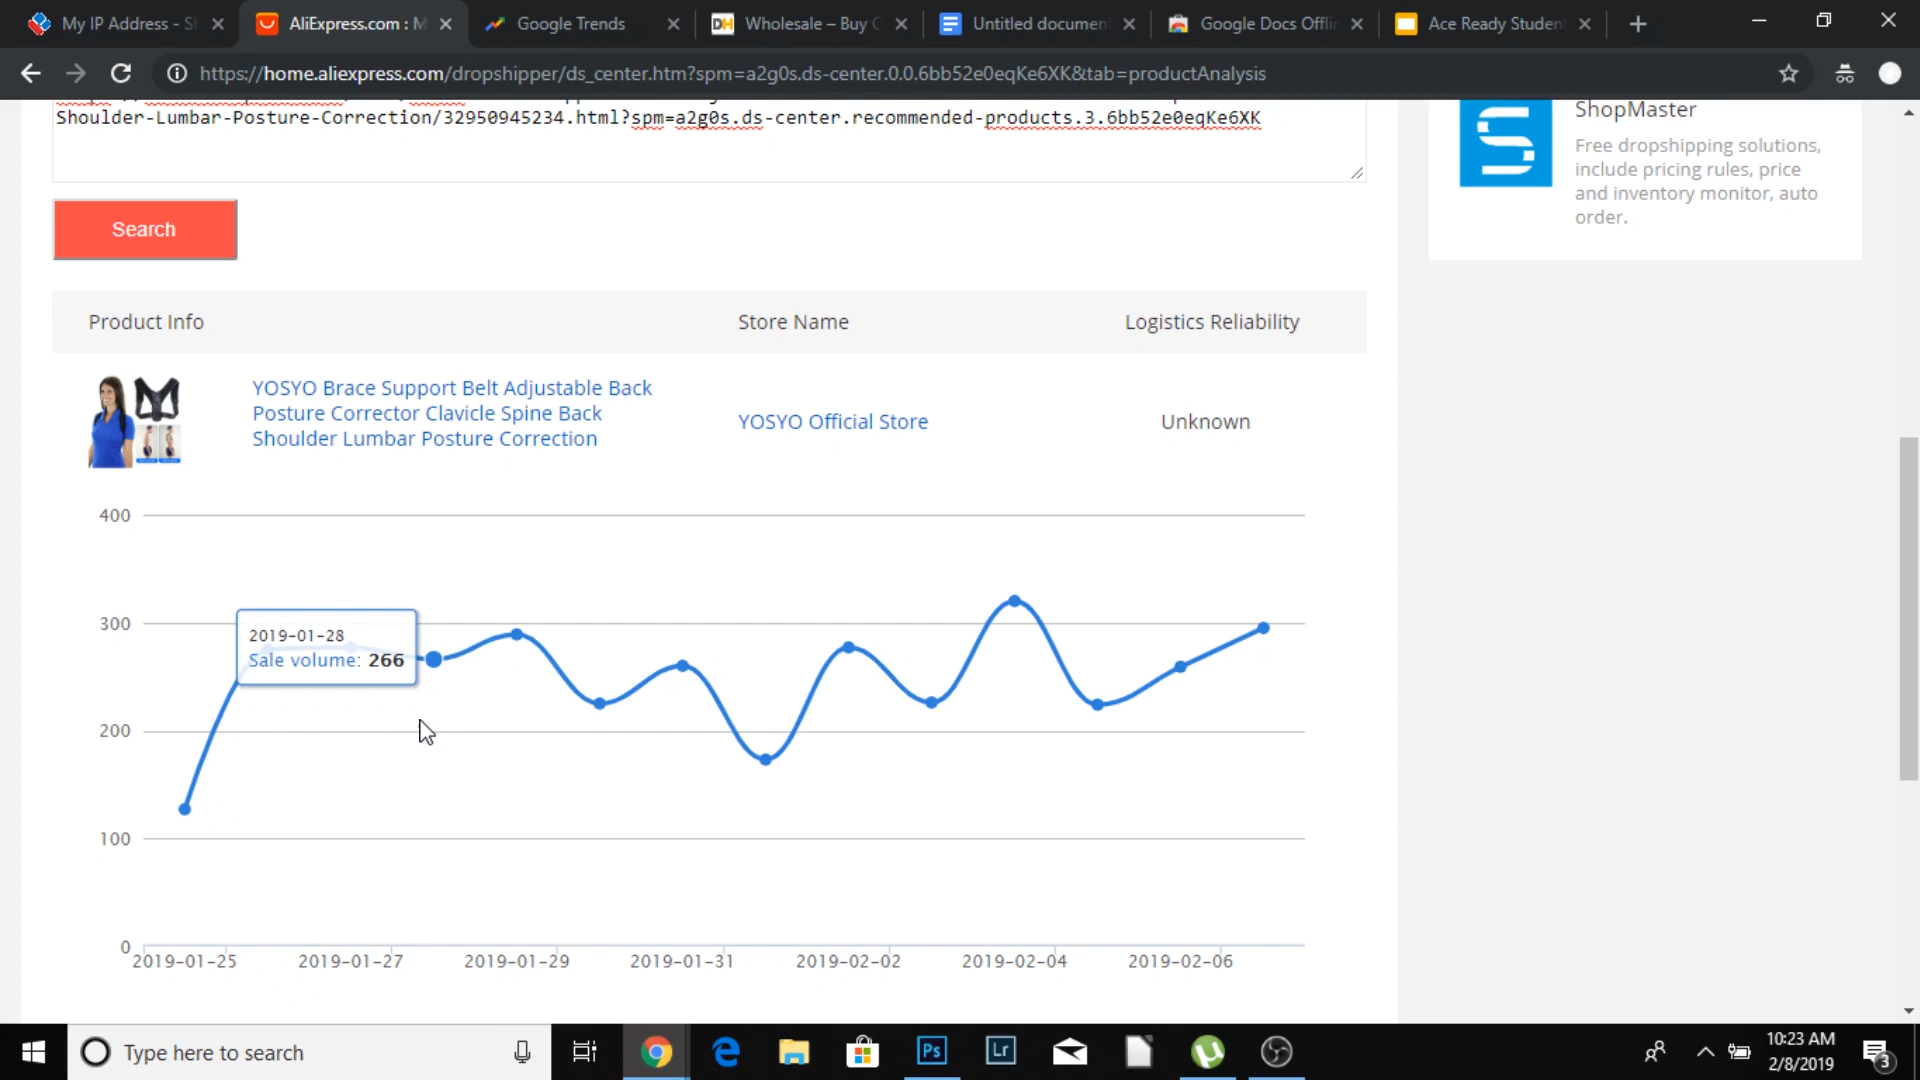 My IP Address - S
AliExpress.com : M
Google Trends
Wholesale – Buy C
Untitled documen
Google Docs Offli
Ace Ready Studen
https://home.aliexpress.com/dropshipper/ds_center.htm?spm=a2g0s.ds-center.0.0.6bb52e0eqKe6XK&tab=productAnalysis
Shoulder-Lumbar-Posture-Correction/32950945234.html?spm=a2g0s.ds-center.recommended-products.3.6bb52e0eqKe6XK
Search
ShopMaster
Free dropshipping solutions,
include pricing rules, price
and inventory monitor, auto
order.
Product Info
Store Name
Logistics Reliability
YOSYO Brace Support Belt Adjustable Back
Posture Corrector Clavicle Spine Back
Shoulder Lumbar Posture Correction
YOSYO Official Store
Unknown
400
300
200
100
0
2019-01-28
Sale volume: 266
2019-01-25
2019-01-27
2019-01-29
2019-01-31
2019-02-02
2019-02-04
2019-02-06
Type here to search
Ps
Lr
10:23 AM
2/8/2019
3